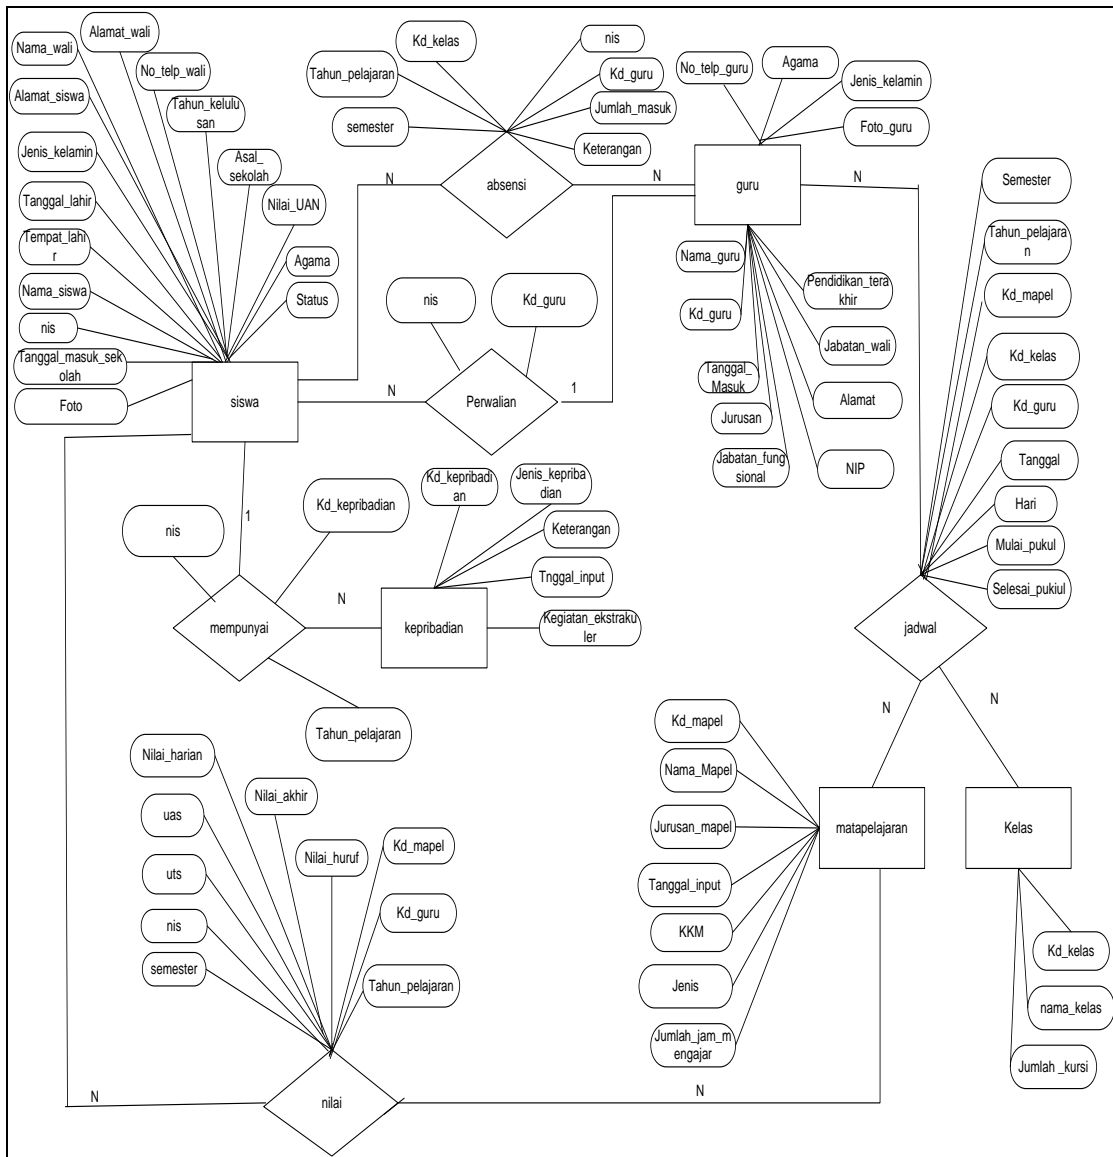 Alamat_wali
Nama_wali
No_telp_wali
Alamat_siswa
Tahun_kelulu
san
Jenis_kelamin
Asal_
sekolah
Tanggal_lahir
Nilai_UAN
Tempat_lahi
r
Agama
Nama_siswa
Status
nis
Tanggal_masuk_sek
olah
Foto
siswa
Kd_kelas
nis
Tahun_pelajaran
Kd_guru
Jumlah_masuk
semester
Keterangan
N
absensi
N
No_telp_guru
Agama
Jenis_kelamin
Foto_guru
guru
N
Nama_guru
Pendidikan_tera
khir
Kd_guru
Jabatan_wali
Tanggal_
Masuk
Alamat
Jurusan
Jabatan_fung
sional
NIP
nis
Kd_guru
N
Perwalian
1
Semester
Tahun_pelajara
n
Kd_mapel
Kd_kelas
Kd_guru
Tanggal
Hari
Mulai_pukul
Selesai_pukiul
jadwal
N
N
1
nis
Kd_kepribadian
mempunyai
N
Tahun_pelajaran
Kd_kepribadi
an
Jenis_kepriba
dian
Keterangan
Tnggal_input
Kegiatan_ekstraku
ler
kepribadian
Kd_mapel
Nama_Mapel
Jurusan_mapel
Tanggal_input
KKM
Jenis
Jumlah_jam_m
engajar
matapelajaran
Kelas
Kd_kelas
nama_kelas
Jumlah _kursi
Nilai_harian
Nilai_akhir
uas
Nilai_huruf
Kd_mapel
uts
Kd_guru
nis
semester
Tahun_pelajaran
N
nilai
N